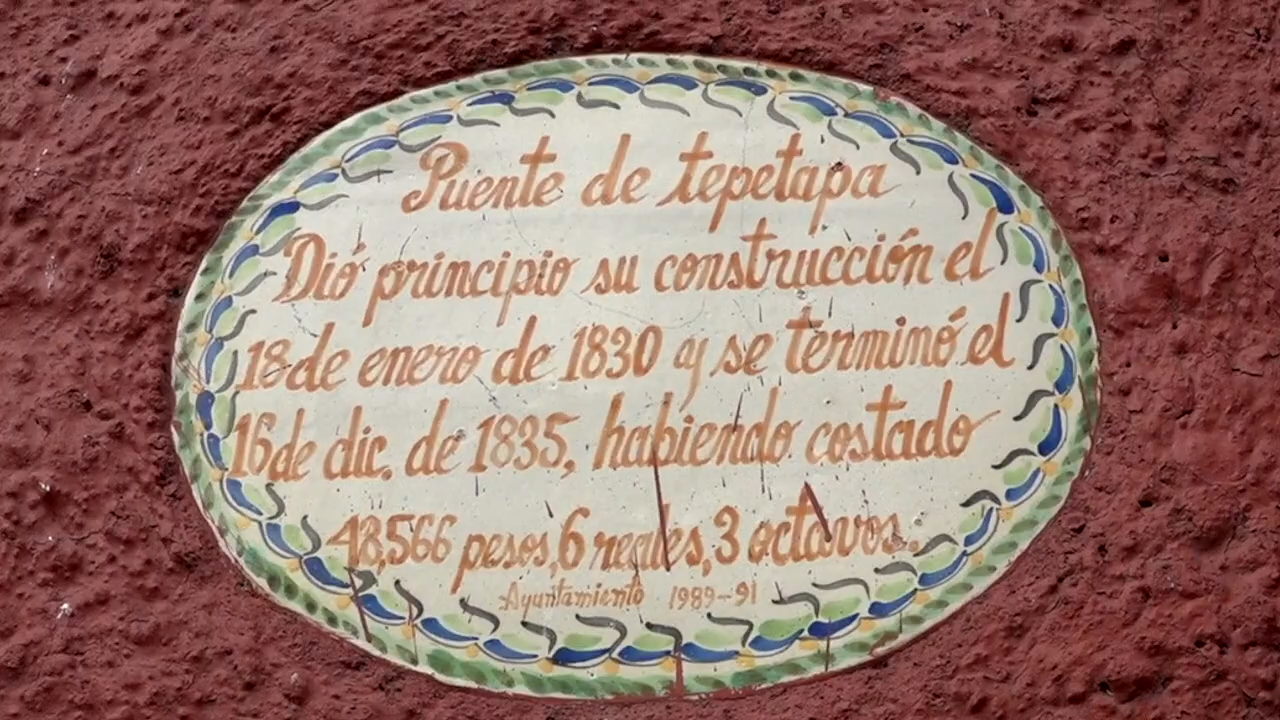 Puente de tepetapa
Dió principio su construcción el
18 de enero de 1830 y se terminó el
16 de dic. de 1835, habiendo costado
48,566 pesos, 6 reales, 3 octavos.
Ayuntamiento 1989-91